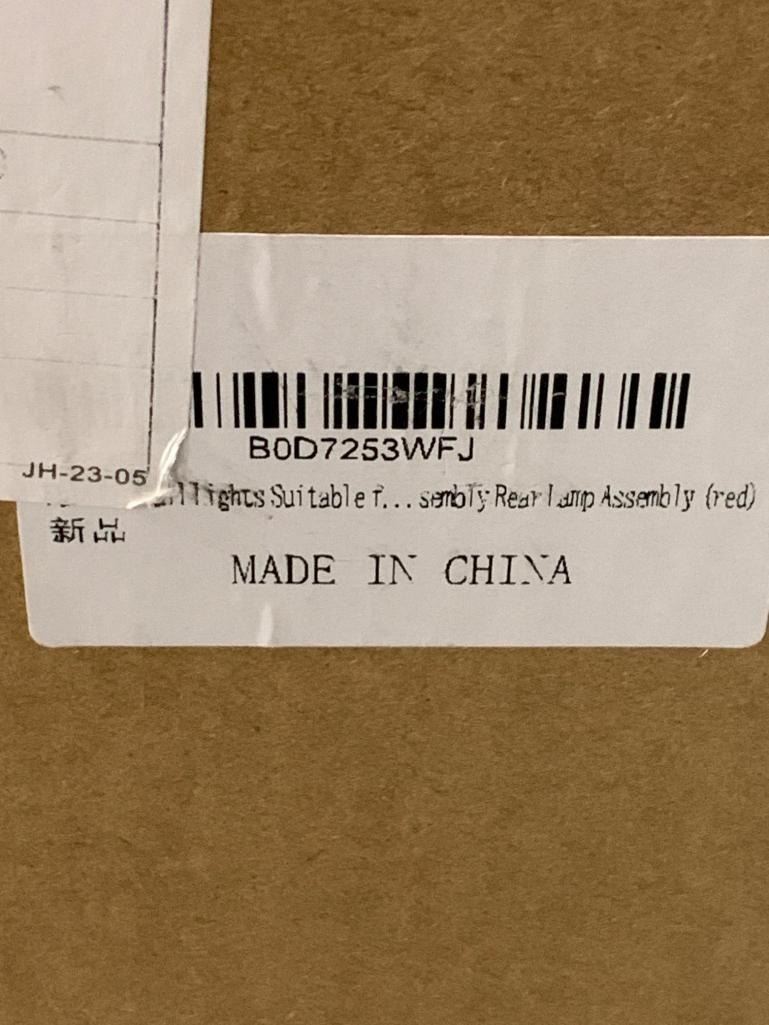 B0D7253WFJ
JH-23-05
Suitable f...sembly Rear Lamp Assembly (red)
新品
MADE IN CHINA